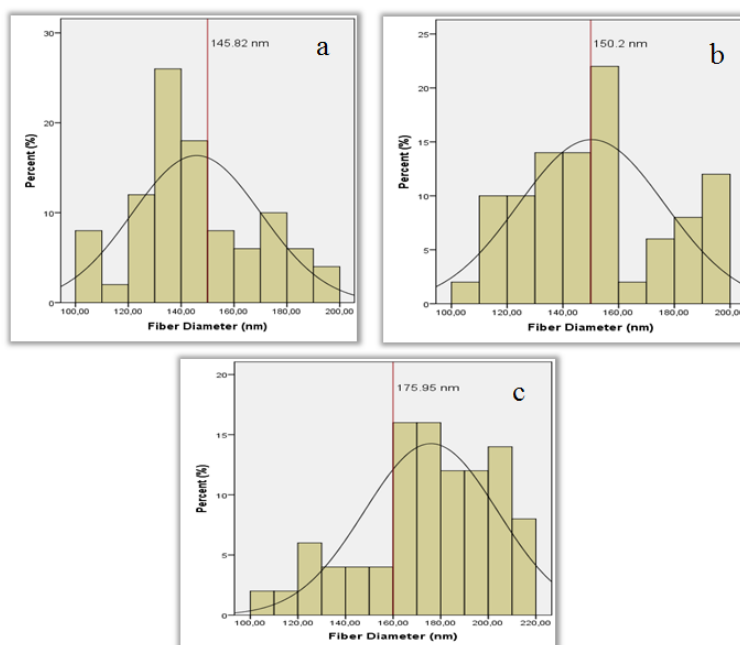 a
145.82 nm
Percent (%)
30
20
10
0
100,00 120,00 140,00 160,00 180,00 200,00
Fiber Diameter (nm)
b
150.2 nm
Percent (%)
25
20
15
10
5
0
100,00 120,00 140,00 160,00 180,00 200,00
Fiber Diameter (nm)
c
175.95 nm
Percent (%)
20
15
10
5
0
100,00 120,00 140,00 160,00 180,00 200,00 220,00
Fiber Diameter (nm)